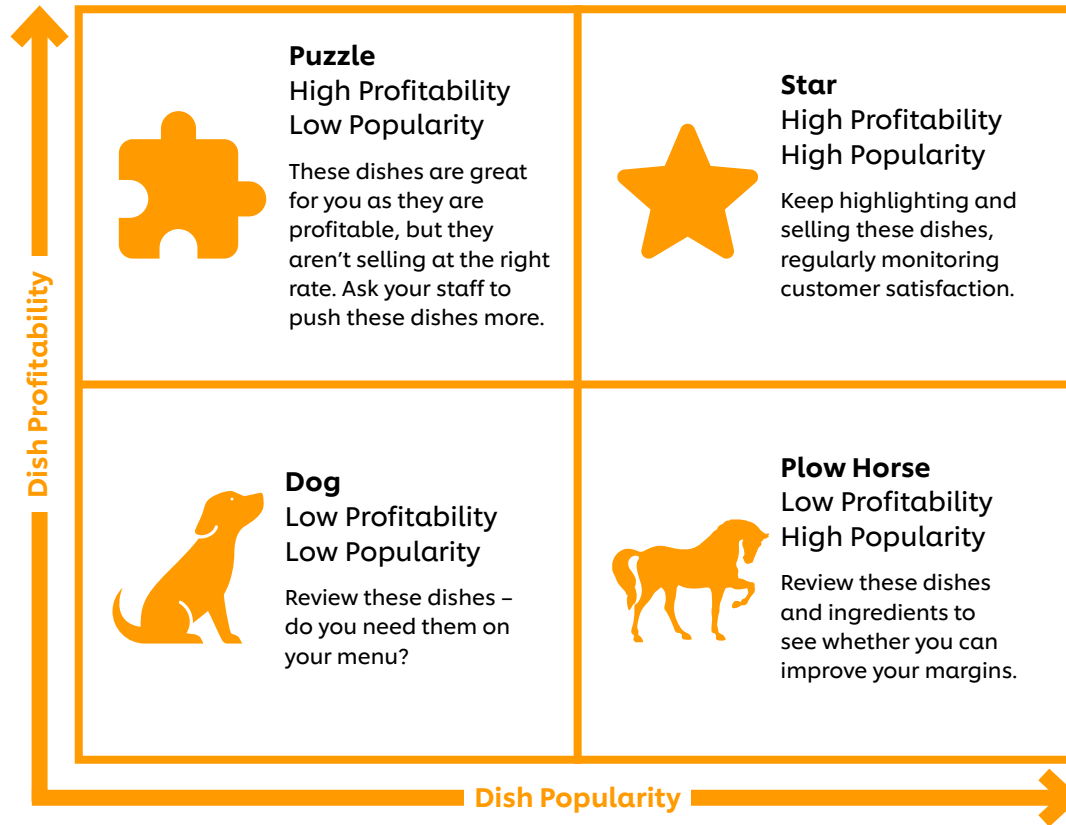 Puzzle
High Profitability
Low Popularity
These dishes are great
for you as they are
profitable, but they
aren’t selling at the right
rate. Ask your staff to
push these dishes more.
Star
High Profitability
High Popularity
Keep highlighting and
selling these dishes,
regularly monitoring
customer satisfaction.
Dish Profitability
Dog
Low Profitability
Low Popularity
Review these dishes –
do you need them on
your menu?
Plow Horse
Low Profitability
High Popularity
Review these dishes
and ingredients to
see whether you can
improve your margins.
Dish Popularity